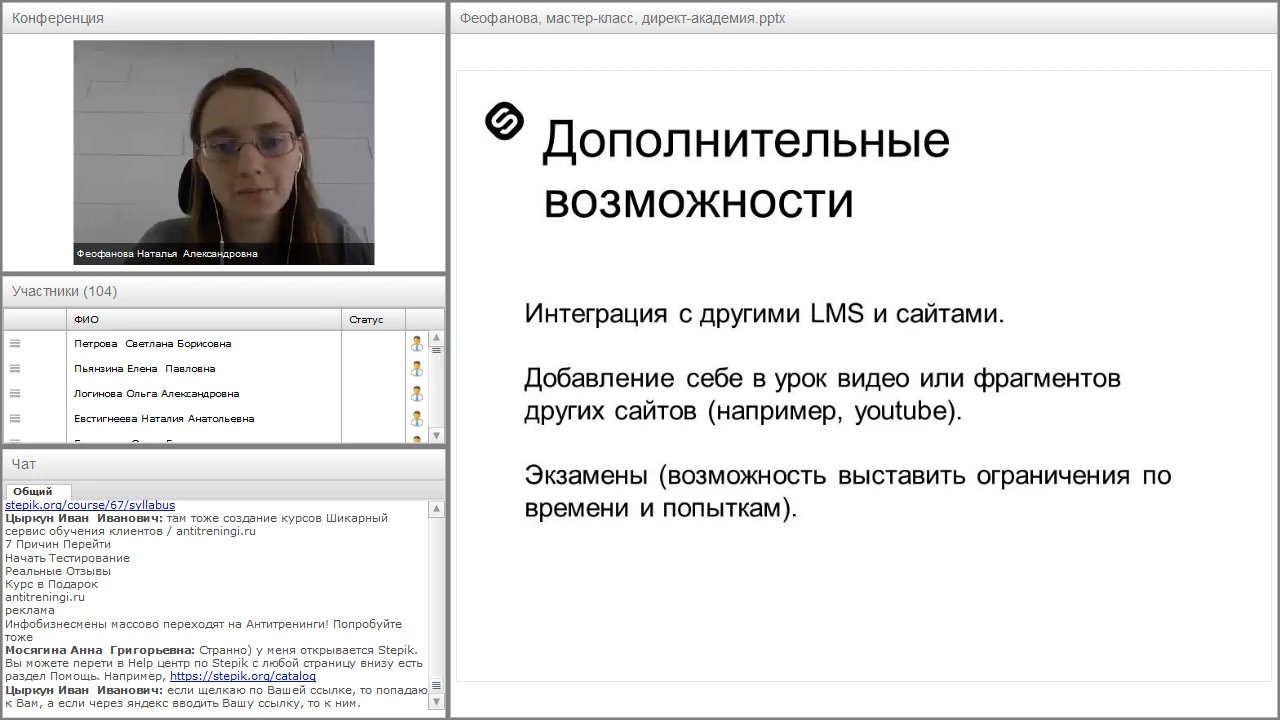 Конференция
Феофанова Наталья Александровна
Участники (104)
ФИО
Статус
Петрова Светлана Борисовна
Пьянзина Елена Павловна
Логинова Ольга Александровна
Евстигнеева Наталия Анатольевна
Чат
Общий
stepik.org/course/67/syllabus
Цыркун Иван Иванович: там тоже создание курсов Шикарный
сервис обучения клиентов / antitreningi.ru
7 Причин Перейти
Начать Тестирование
Реальные Отзывы
Курс в Подарок
antitreningi.ru
реклама
Инфобизнесмены массово переходят на Антитренинги! Попробуйте
тоже
Мосягина Анна Григорьевна: Странно) у меня открывается Stepik.
Вы можете перети в Help центр по Stepik с любой страницу внизу есть
раздел Помощь. Например, https://stepik.org/catalog
Цыркун Иван Иванович: если щелкаю по Вашей ссылке, то попадаю
к Вам, а если через яндекс вводить Вашу ссылку, то к ним.
Феофанова, мастер-класс, директ-академия.pptx
Дополнительные
возможности
Интеграция с другими LMS и сайтами.
Добавление себе в урок видео или фрагментов
других сайтов (например, youtube).
Экзамены (возможность выставить ограничения по
времени и попыткам).